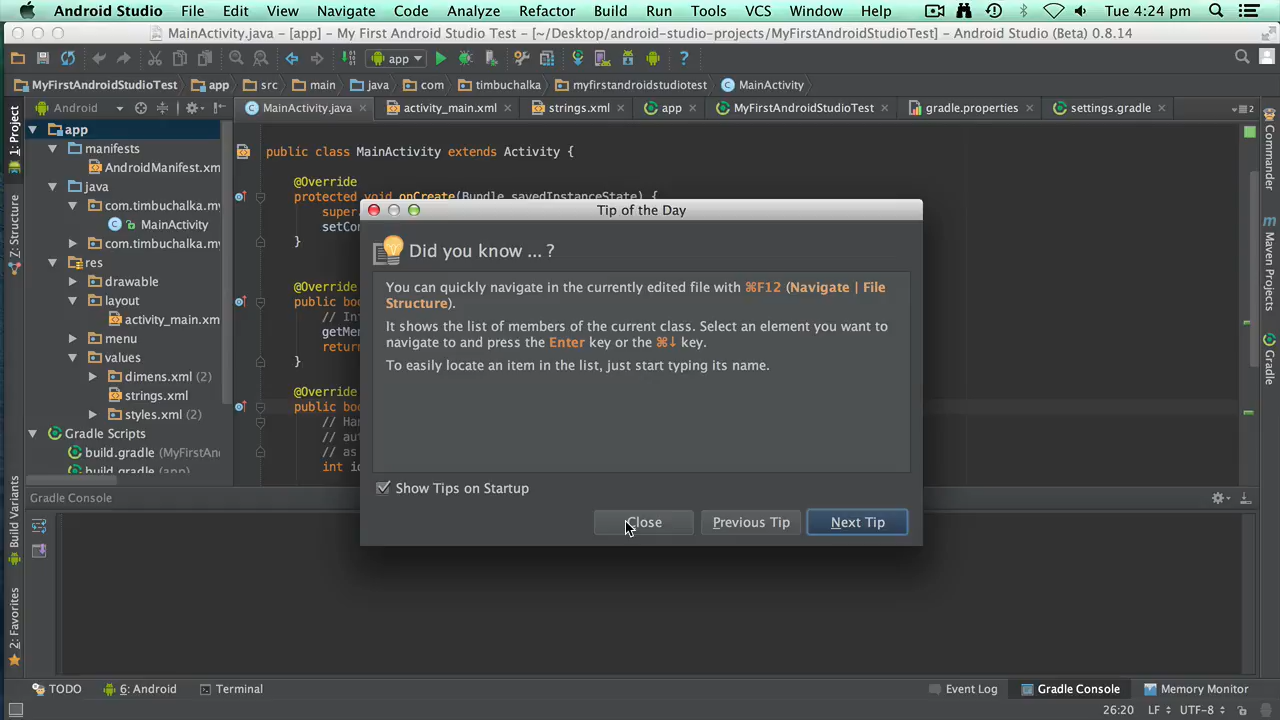 Android Studio File Edit View Navigate Code Analyze Refactor Build Run Tools VCS Window Help Tue 4:24 pm
MainActivity.java - [app] - My First Android Studio Test - [~/Desktop/android-studio-projects/MyFirstAndroidStudioTest] - Android Studio (Beta) 0.8.14
app
MyFirstAndroidStudioTest app src main java com timbuchalka myfirstandroidstudiotest MainActivity
Android MainActivity.java activity_main.xml strings.xml app MyFirstAndroidStudioTest gradle.properties settings.gradle
1: Project
Z: Structure
Build Variants
2: Favorites
app
manifests
AndroidManifest.xm
java
com.timbuchalka.my
MainActivity
com.timbuchalka.my
res
drawable
layout
activity_main.xm
menu
values
dimens.xml (2)
strings.xml
styles.xml (2)
Gradle Scripts
build.gradle (MyFirstAn
build.gradle (app)
public class MainActivity extends Activity {
@Override
protected void onCreate(Bundle savedInstanceState) {
super.
setCon
}
@Override
public boo
// In
getMe
return
}
@Override
public boo
// Ha
// au
// as
int id
Commander
Maven Projects
Gradle
Tip of the Day
Did you know ... ?
You can quickly navigate in the currently edited file with ⌘F12 (Navigate | File
Structure).
It shows the list of members of the current class. Select an element you want to
navigate to and press the Enter key or the ⌘↓ key.
To easily locate an item in the list, just start typing its name.
Show Tips on Startup
Close Previous Tip Next Tip
Gradle Console
TODO 6: Android Terminal Event Log Gradle Console Memory Monitor
26:20 LF UTF-8